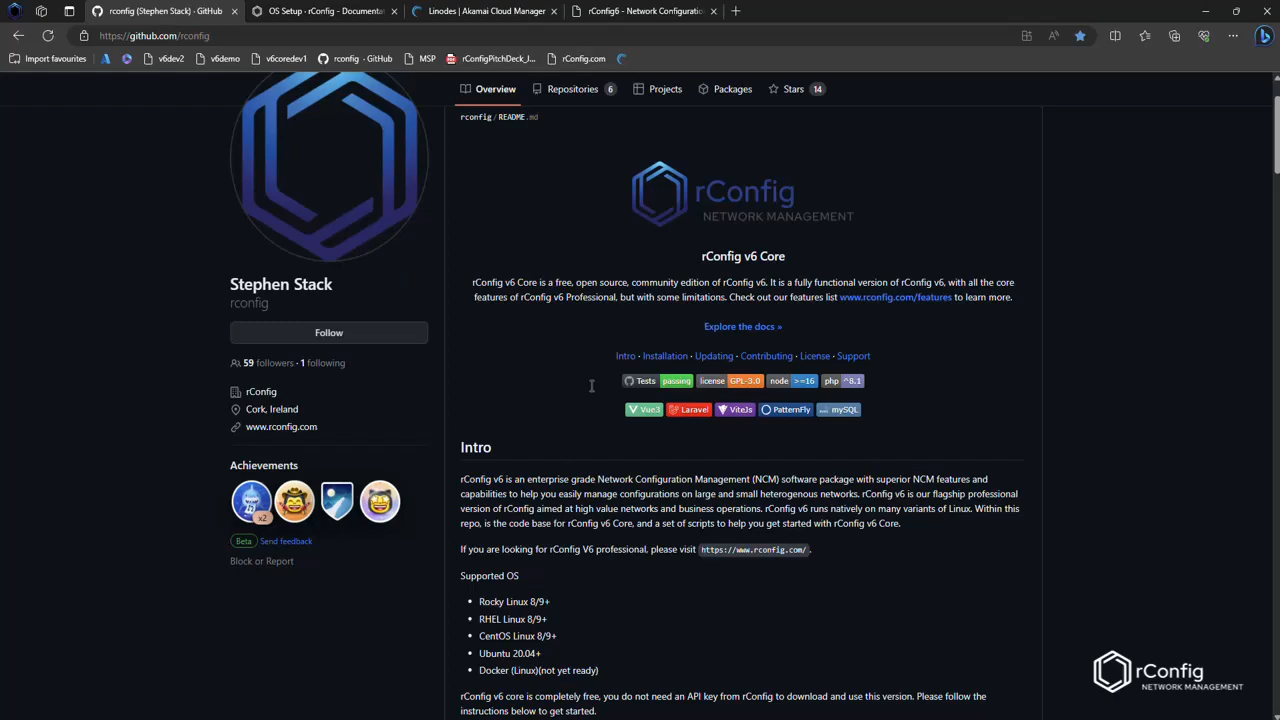 rconfig (Stephen Stack) · GitHub
OS Setup - rConfig - Documentat
Linodes | Akamai Cloud Manager
rConfig6 - Network Configuratio
https://github.com/rconfig
Import favourites
v6dev2
v6demo
v6coredev1
rconfig · GitHub
MSP
rConfigPitchDeck_J...
rConfig.com
Overview
Repositories 6
Projects
Packages
Stars 14
rconfig / README.md
rConfig
NETWORK MANAGEMENT
rConfig v6 Core
rConfig v6 Core is a free, open source, community edition of rConfig v6. It is a fully functional version of rConfig v6, with all the core
features of rConfig v6 Professional, but with some limitations. Check out our features list www.rconfig.com/features to learn more.
Explore the docs »
Intro · Installation · Updating · Contributing · License · Support
Tests passing license GPL-3.0 node >=16 php ^8.1
Vue3 Laravel ViteJs PatternFly mySQL
Stephen Stack
rconfig
Follow
59 followers · 1 following
rConfig
Cork, Ireland
www.rconfig.com
Achievements
x2
Beta Send feedback
Block or Report
Intro
rConfig v6 is an enterprise grade Network Configuration Management (NCM) software package with superior NCM features and
capabilities to help you easily manage configurations on large and small heterogenous networks. rConfig v6 is our flagship professional
version of rConfig aimed at high value networks and business operations. rConfig v6 runs natively on many variants of Linux. Within this
repo, is the code base for rConfig v6 Core, and a set of scripts to help you get started with rConfig v6 Core.
If you are looking for rConfig V6 professional, please visit https://www.rconfig.com/.
Supported OS
• Rocky Linux 8/9+
• RHEL Linux 8/9+
• CentOS Linux 8/9+
• Ubuntu 20.04+
• Docker (Linux)(not yet ready)
rConfig v6 core is completely free, you do not need an API key from rConfig to download and use this version. Please follow the
instructions below to get started.
rConfig
NETWORK MANAGEMENT